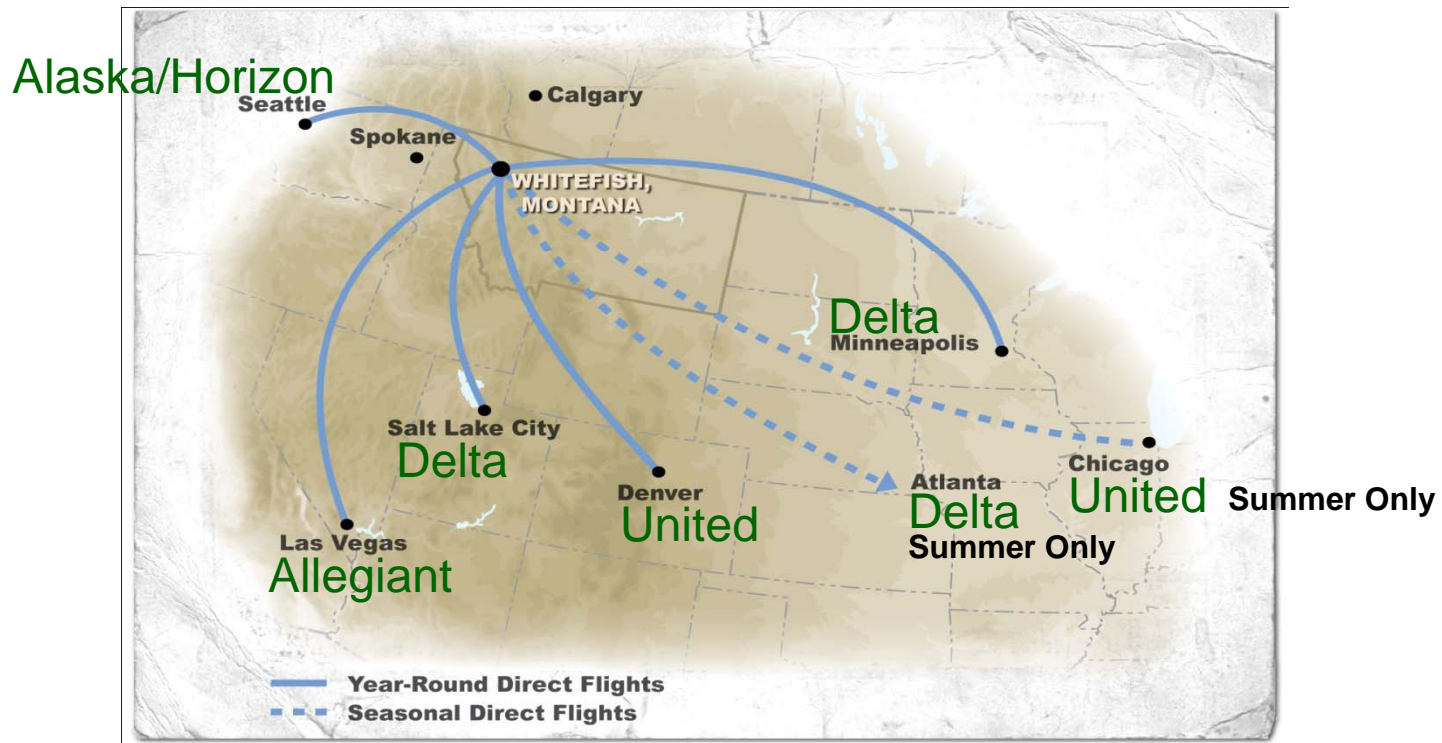 Alaska/Horizon
Seattle
Calgary
Spokane
WHITEFISH,
MONTANA
Delta
Minneapolis
Salt Lake City
Delta
Denver
United
Atlanta
Delta
Summer Only
Chicago
United Summer Only
Las Vegas
Allegiant
Year-Round Direct Flights
Seasonal Direct Flights